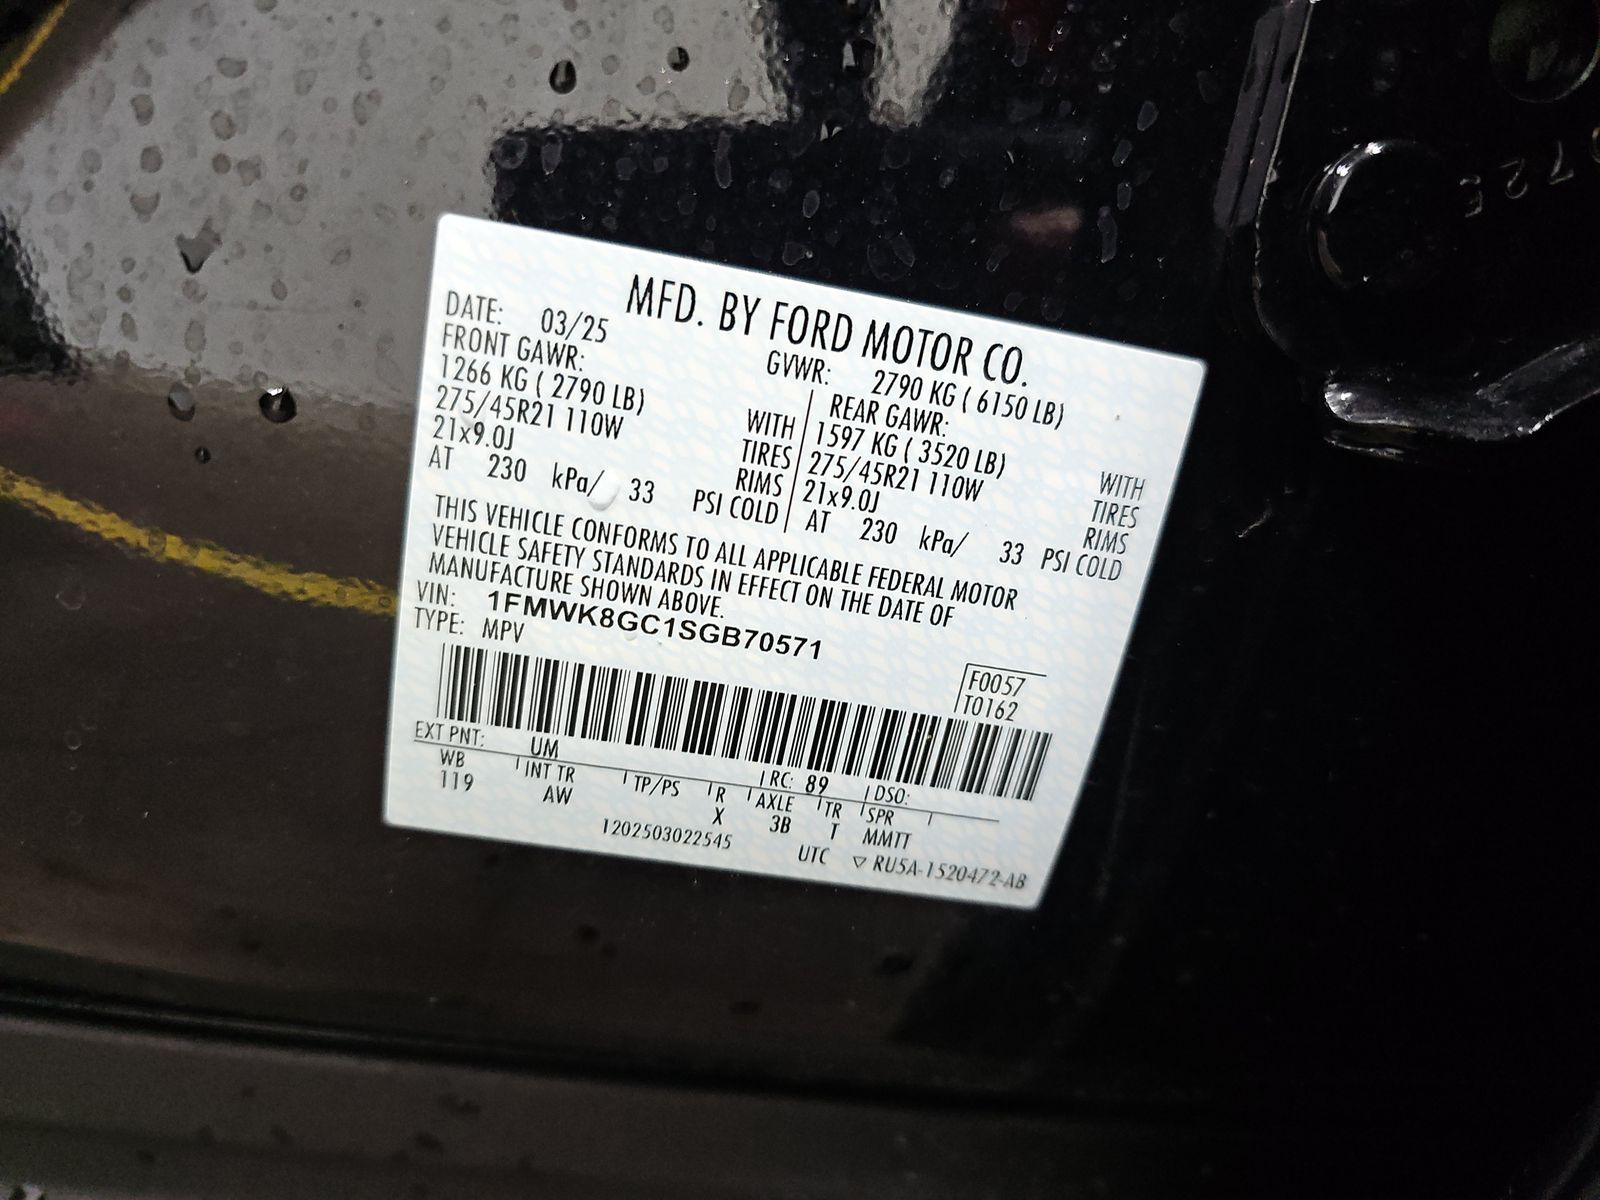 MFD. BY FORD MOTOR CO.
DATE: 03/25
GVWR: 2790 KG ( 6150 LB)
FRONT GAWR:
1266 KG ( 2790 LB) WITH
275/45R21 110W TIRES
21x9.0J RIMS
AT 230 kPa/ 33 PSI COLD
REAR GAWR:
1597 KG ( 3520 LB) WITH
275/45R21 110W TIRES
21x9.0J RIMS
AT 230 kPa/ 33 PSI COLD
THIS VEHICLE CONFORMS TO ALL APPLICABLE FEDERAL MOTOR
VEHICLE SAFETY STANDARDS IN EFFECT ON THE DATE OF
MANUFACTURE SHOWN ABOVE.
VIN: 1FMWK8GC1SGB70571
TYPE: MPV
F0057
T0162
EXT PNT: UM RC: 89 DSO:
WB INT TR TP/PS R AXLE TR SPR
119 AW X 3B T MMTT
1202503022545
UTC ▽ RU5A-1520472-AB